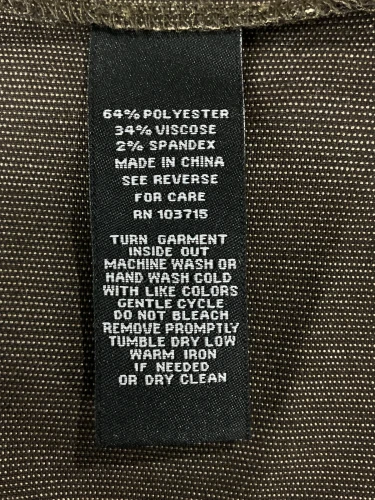 64% POLYESTER
34% VISCOSE
2% SPANDEX
MADE IN CHINA
SEE REVERSE
FOR CARE
RN 103715
TURN GARMENT
INSIDE OUT
MACHINE WASH OR
HAND WASH COLD
WITH LIKE COLORS
GENTLE CYCLE
DO NOT BLEACH
REMOVE PROMPTLY
TUMBLE DRY LOW
WARM IRON
IF NEEDED
OR DRY CLEAN